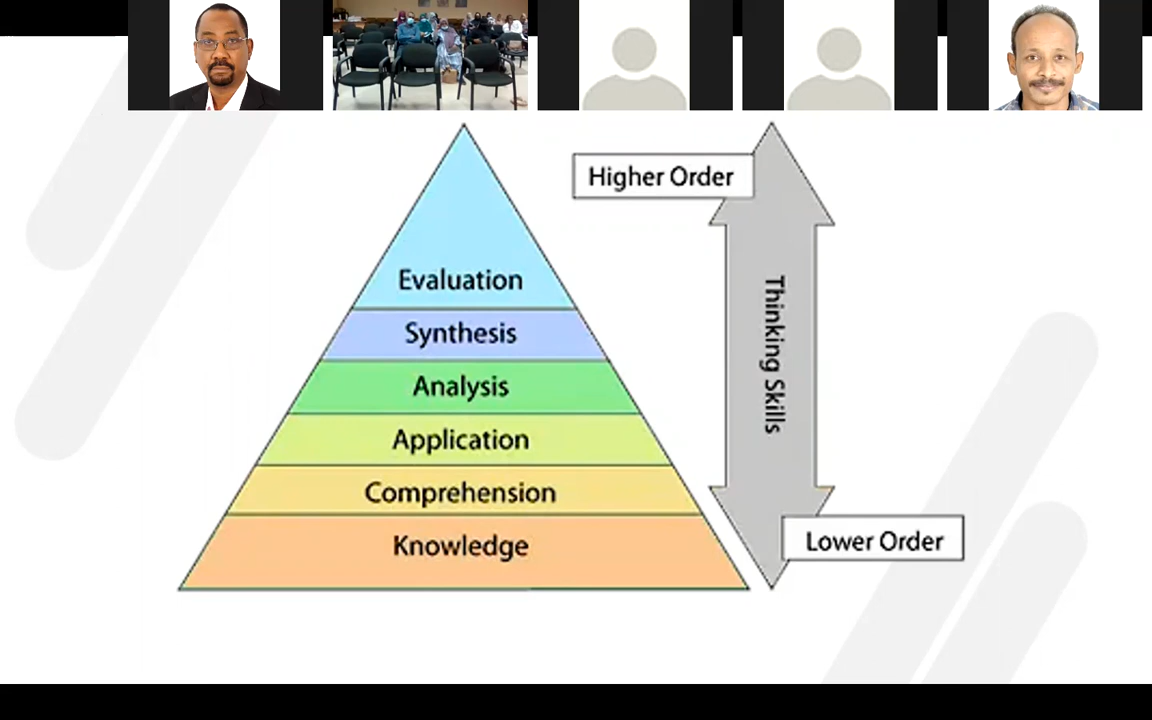 Higher Order
Evaluation
Synthesis
Analysis
Application
Comprehension
Knowledge
Thinking Skills
Lower Order